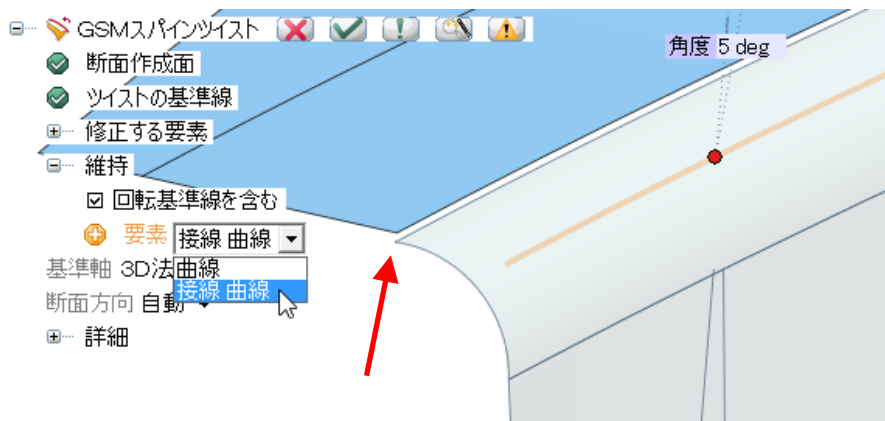 GSMスパインツイスト
角度 5 deg
断面作成面
ツイストの基準線
修正する要素
維持
回転基準線を含む
要素 接線 曲線
基準軸 3D法 曲線
断面方向 自動 接線 曲線
詳細